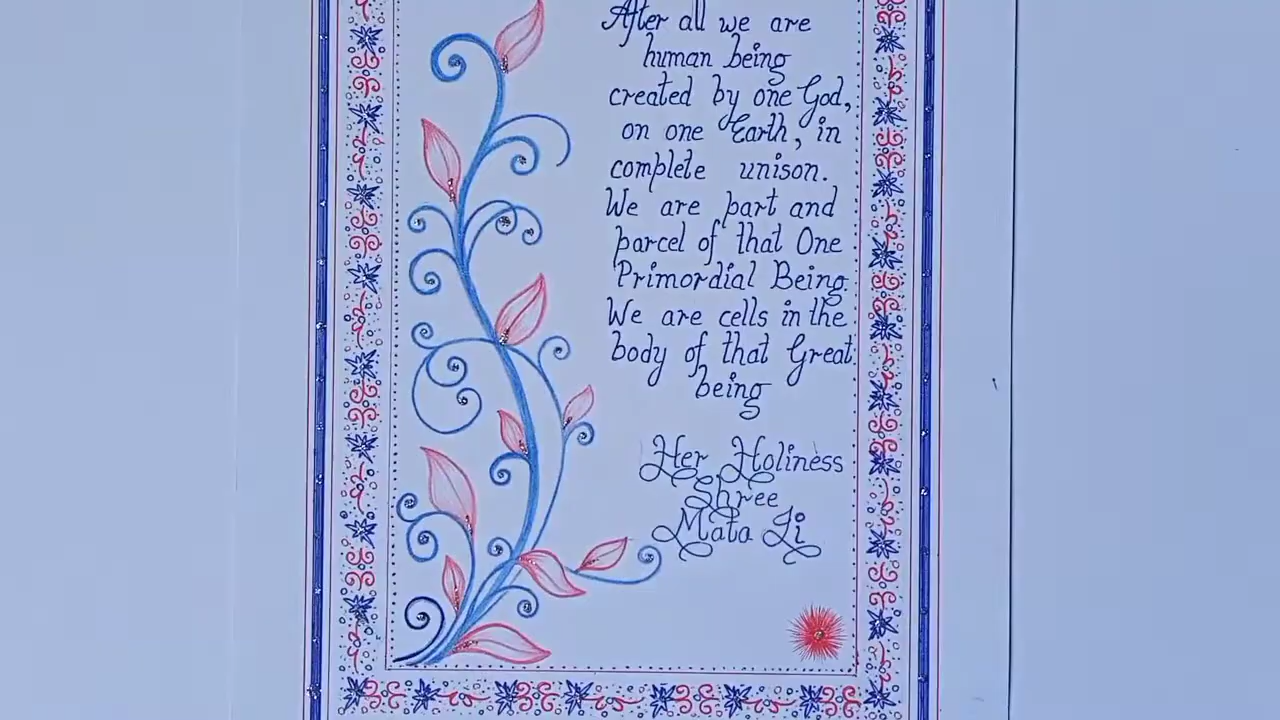 After all we are
human being
created by one God,
on one Earth, in
complete unison.
We are part and
parcel of that One
Primordial Being.
We are cells in the
body of that Great
being
Her Holiness
Shree
Mata Ji